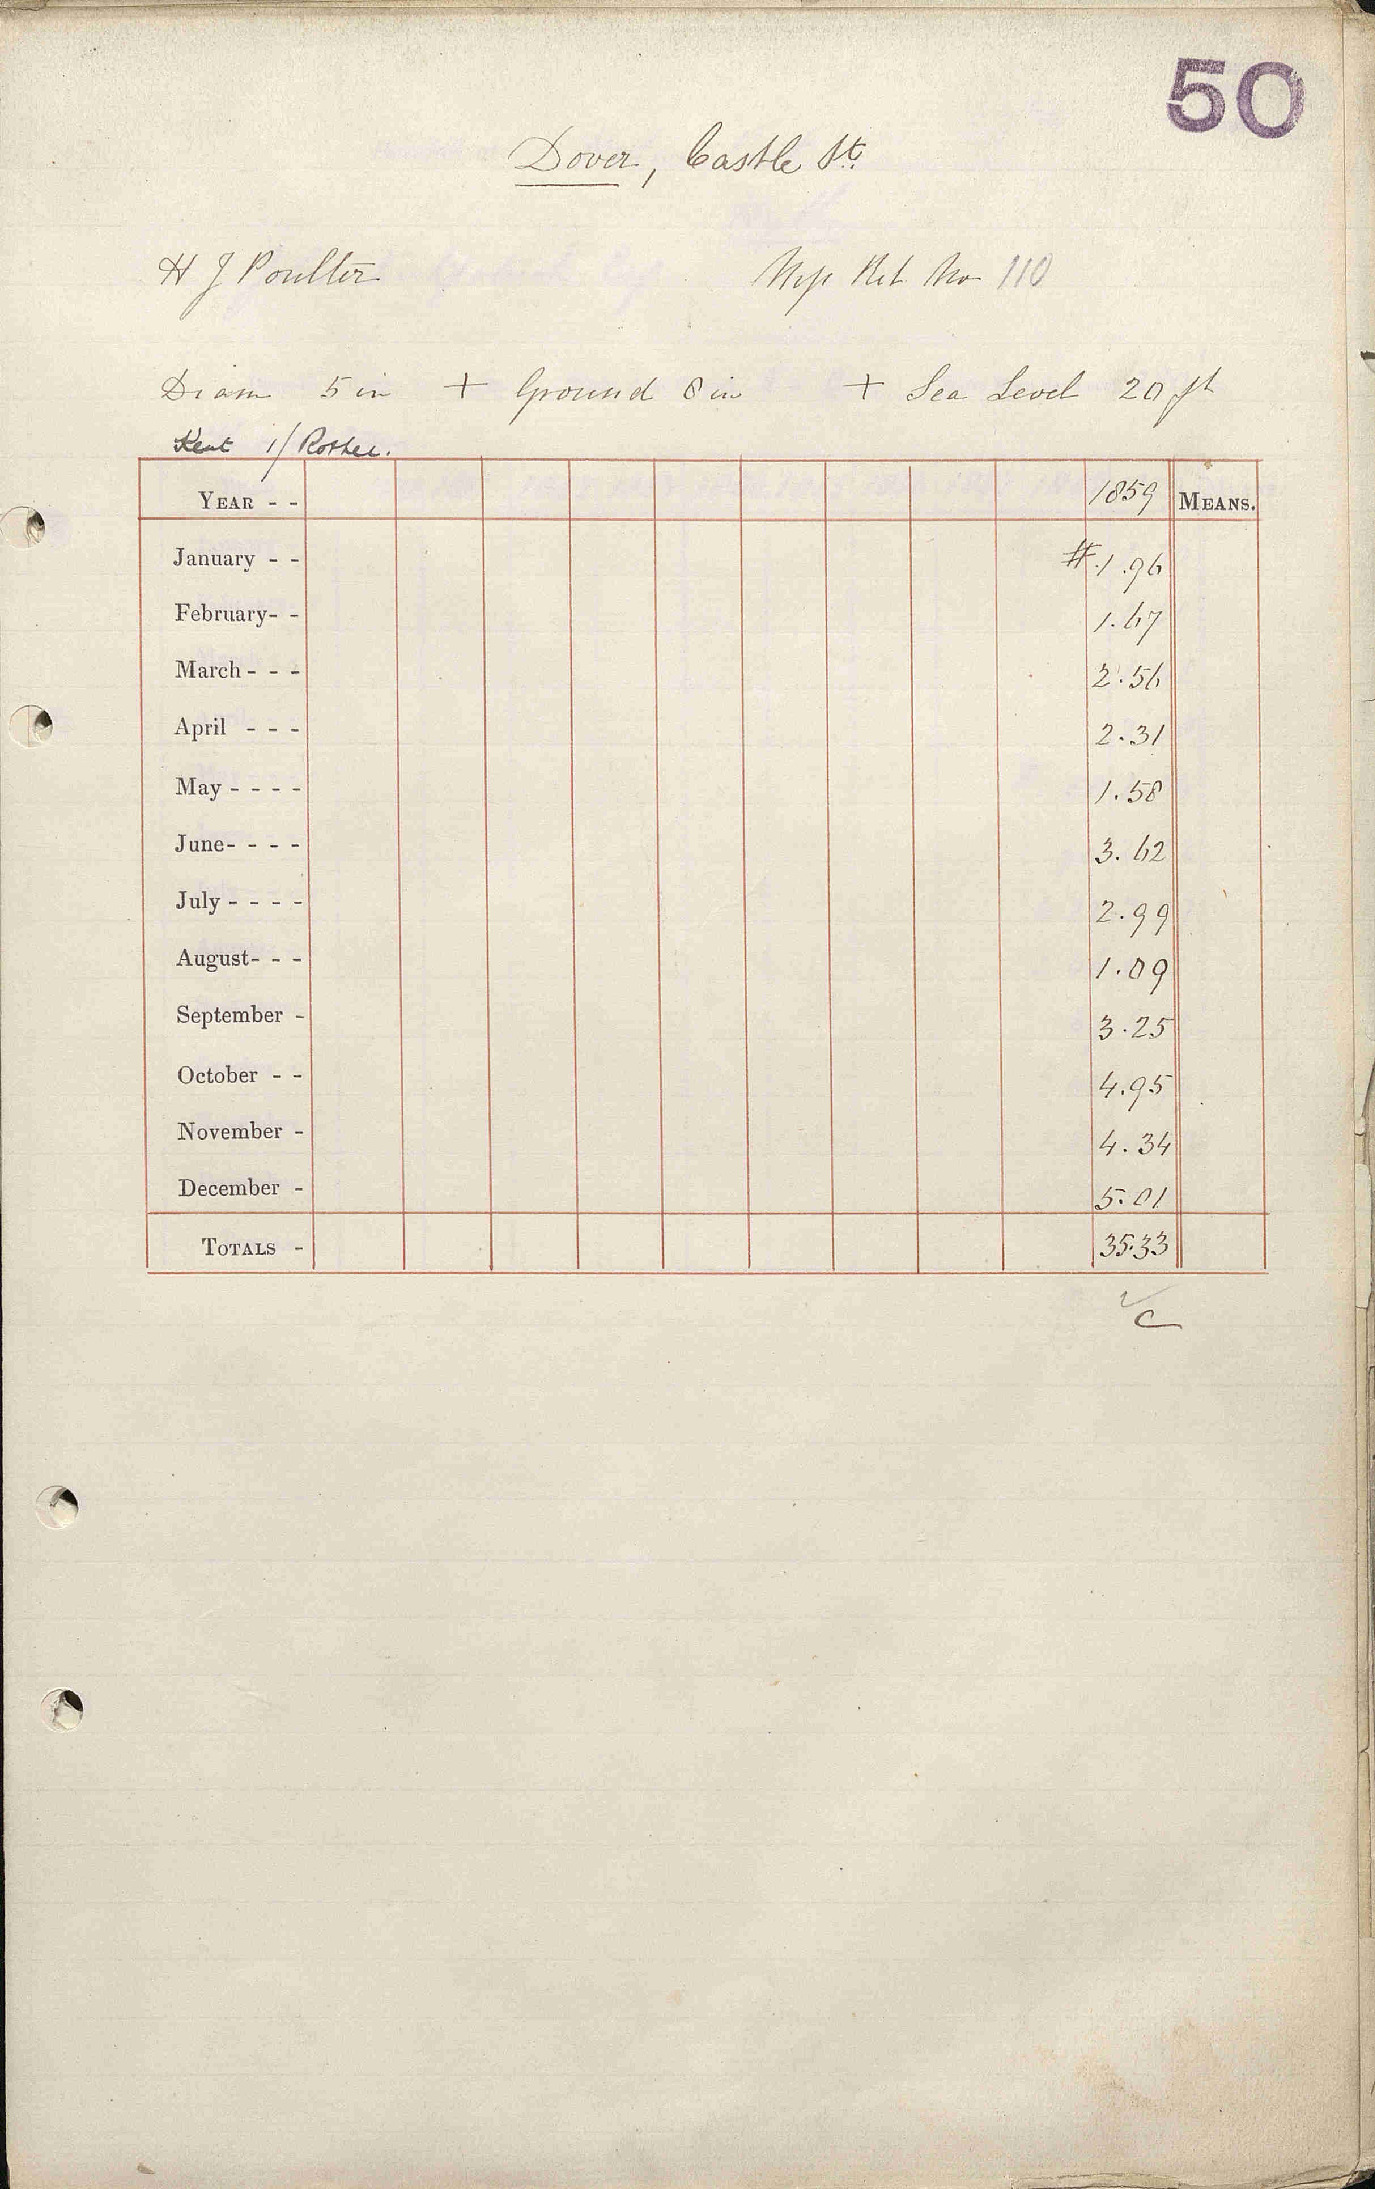 50
Dover, Castle St.
H J Poulter Map Ref No 110
Diam 5 in + Ground 8 in + Sea Level 20 ft
Kent i/ Rother.
YEAR - - 1859 MEANS.
January - - #.1.96
February- - 1.67
March - - - 2.56
April - - - 2.31
May - - - - 1.58
June- - - - 3.62
July - - - - 2.99
August- - - 1.09
September - 3.25
October - - 4.95
November - 4.34
December - 5.01
TOTALS - 35.33
✓C